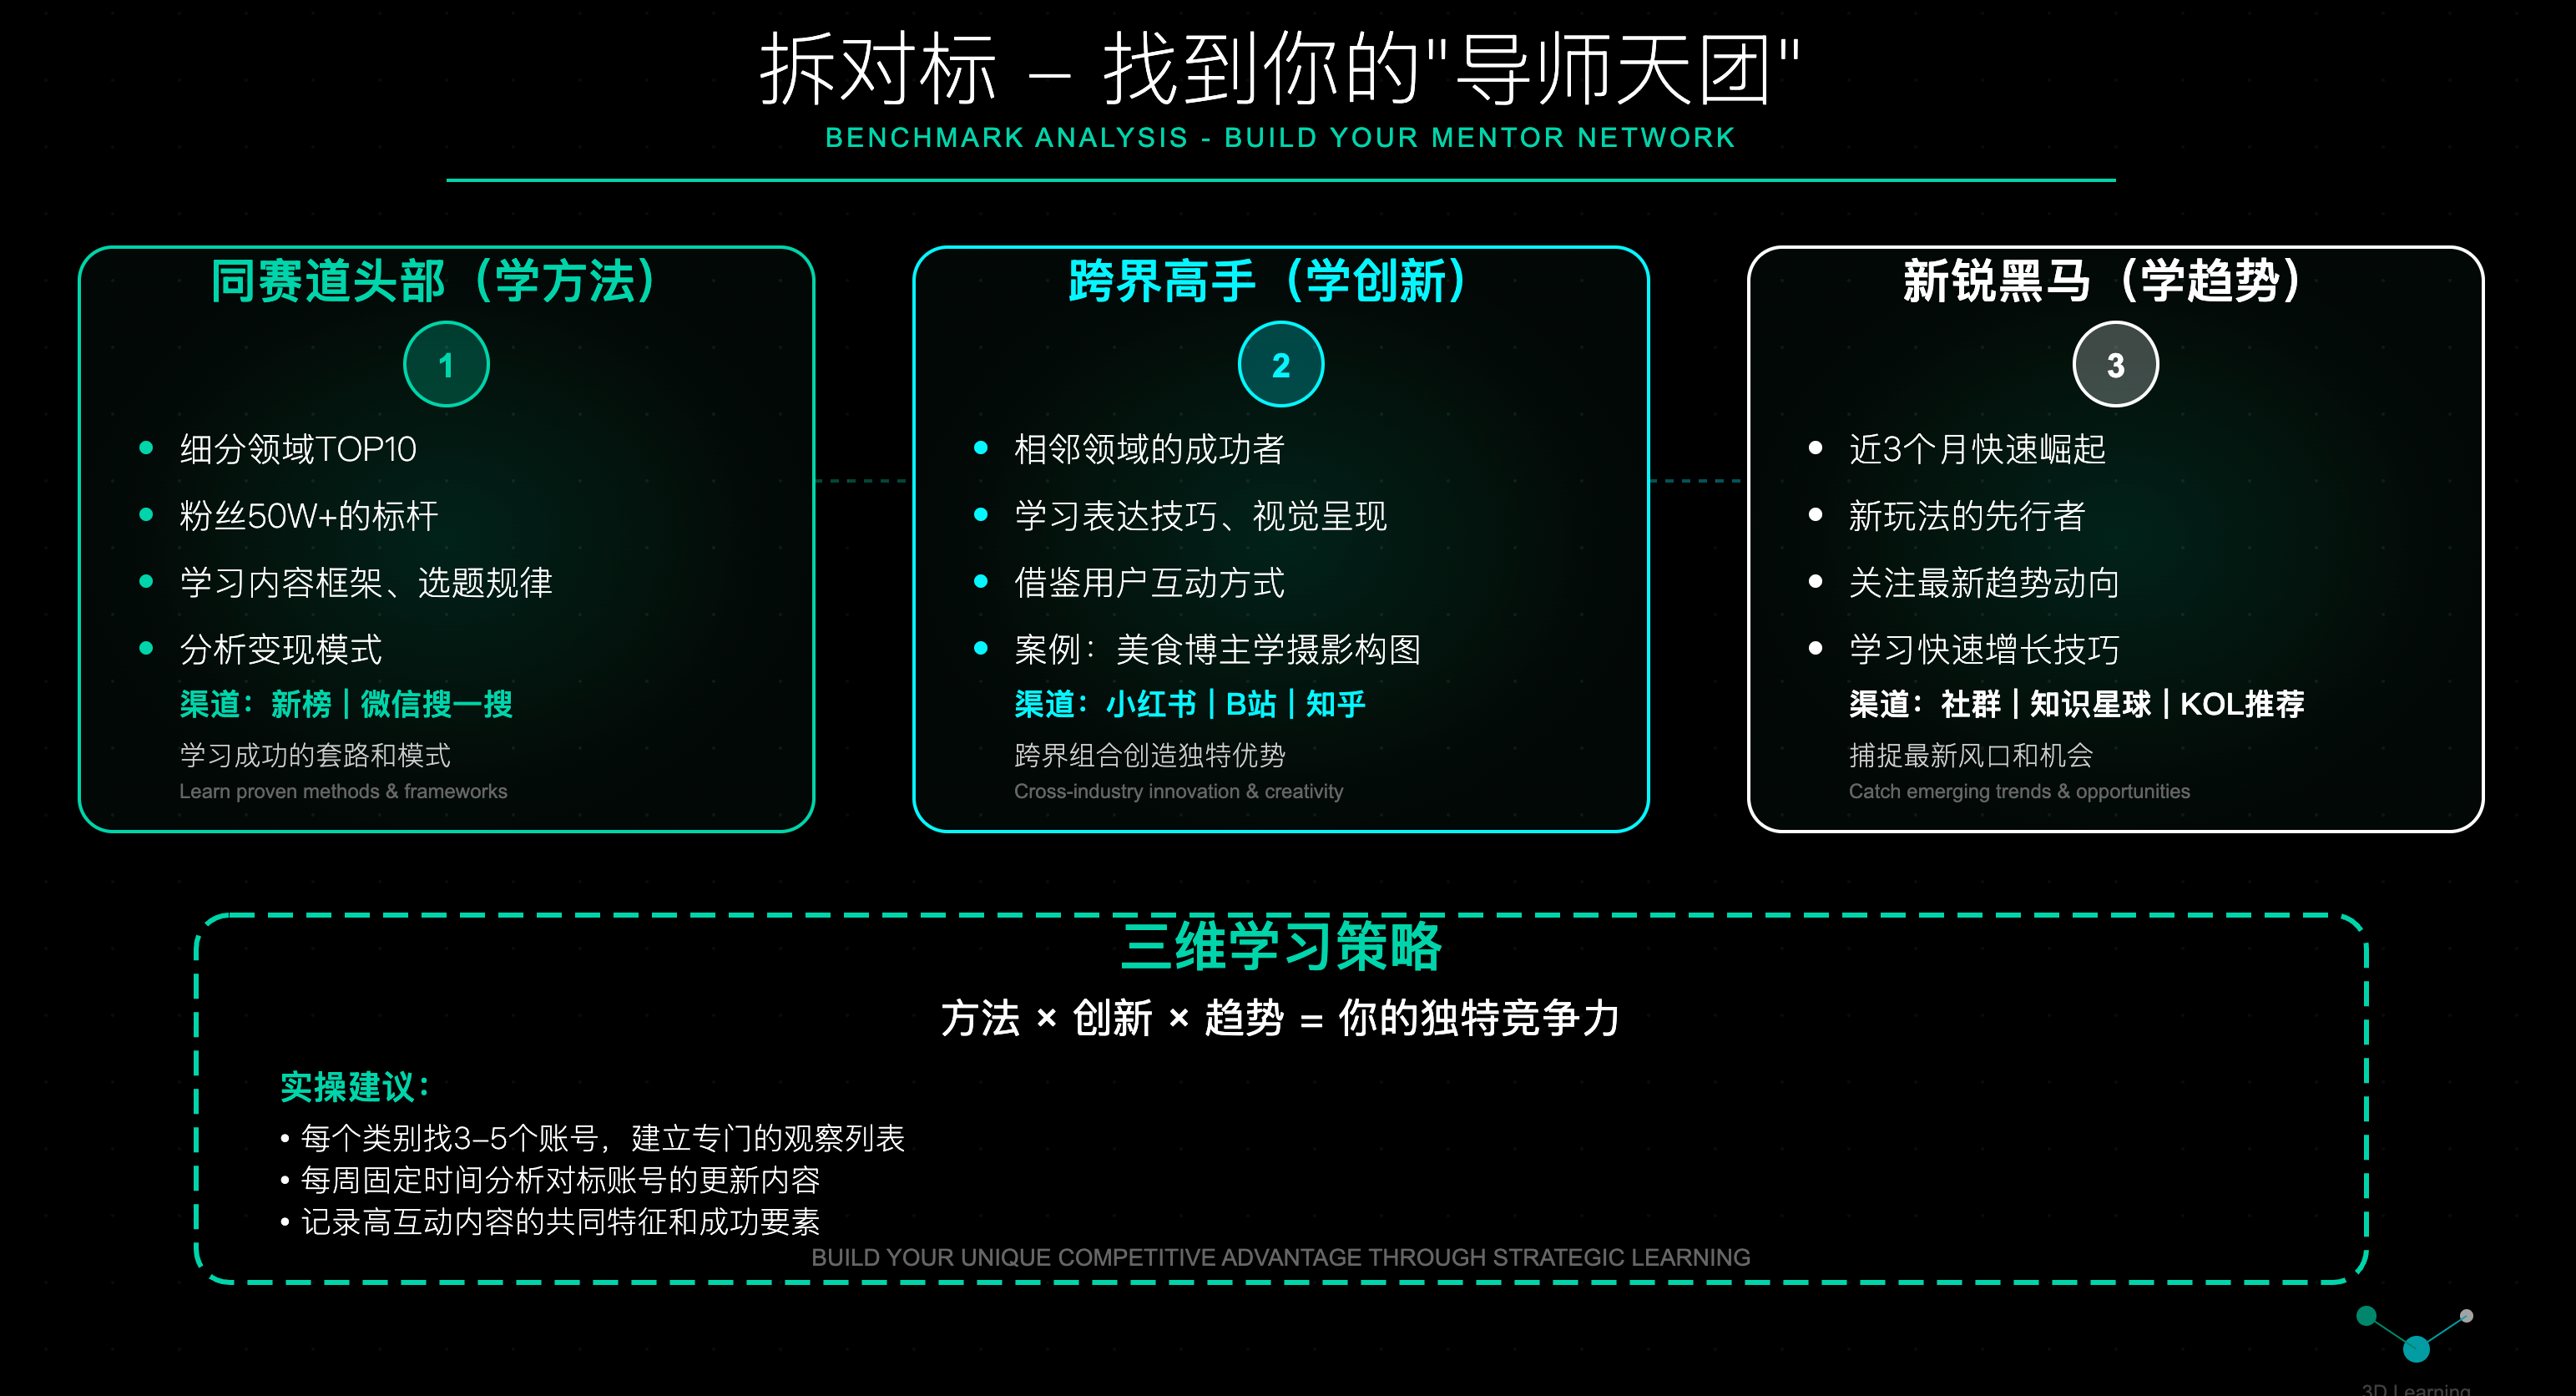 拆对标 – 找到你的"导师天团"
BENCHMARK ANALYSIS - BUILD YOUR MENTOR NETWORK
同赛道头部（学方法）
1
• 细分领域TOP10
• 粉丝50W+的标杆
• 学习内容框架、选题规律
• 分析变现模式
渠道：新榜 | 微信搜一搜
学习成功的套路和模式
Learn proven methods & frameworks
跨界高手（学创新）
2
• 相邻领域的成功者
• 学习表达技巧、视觉呈现
• 借鉴用户互动方式
• 案例：美食博主学摄影构图
渠道：小红书 | B站 | 知乎
跨界组合创造独特优势
Cross-industry innovation & creativity
新锐黑马（学趋势）
3
• 近3个月快速崛起
• 新玩法的先行者
• 关注最新趋势动向
• 学习快速增长技巧
渠道：社群 | 知识星球 | KOL推荐
捕捉最新风口和机会
Catch emerging trends & opportunities
三维学习策略
方法 × 创新 × 趋势 = 你的独特竞争力
实操建议：
• 每个类别找3–5个账号，建立专门的观察列表
• 每周固定时间分析对标账号的更新内容
• 记录高互动内容的共同特征和成功要素
BUILD YOUR UNIQUE COMPETITIVE ADVANTAGE THROUGH STRATEGIC LEARNING
3D Learning